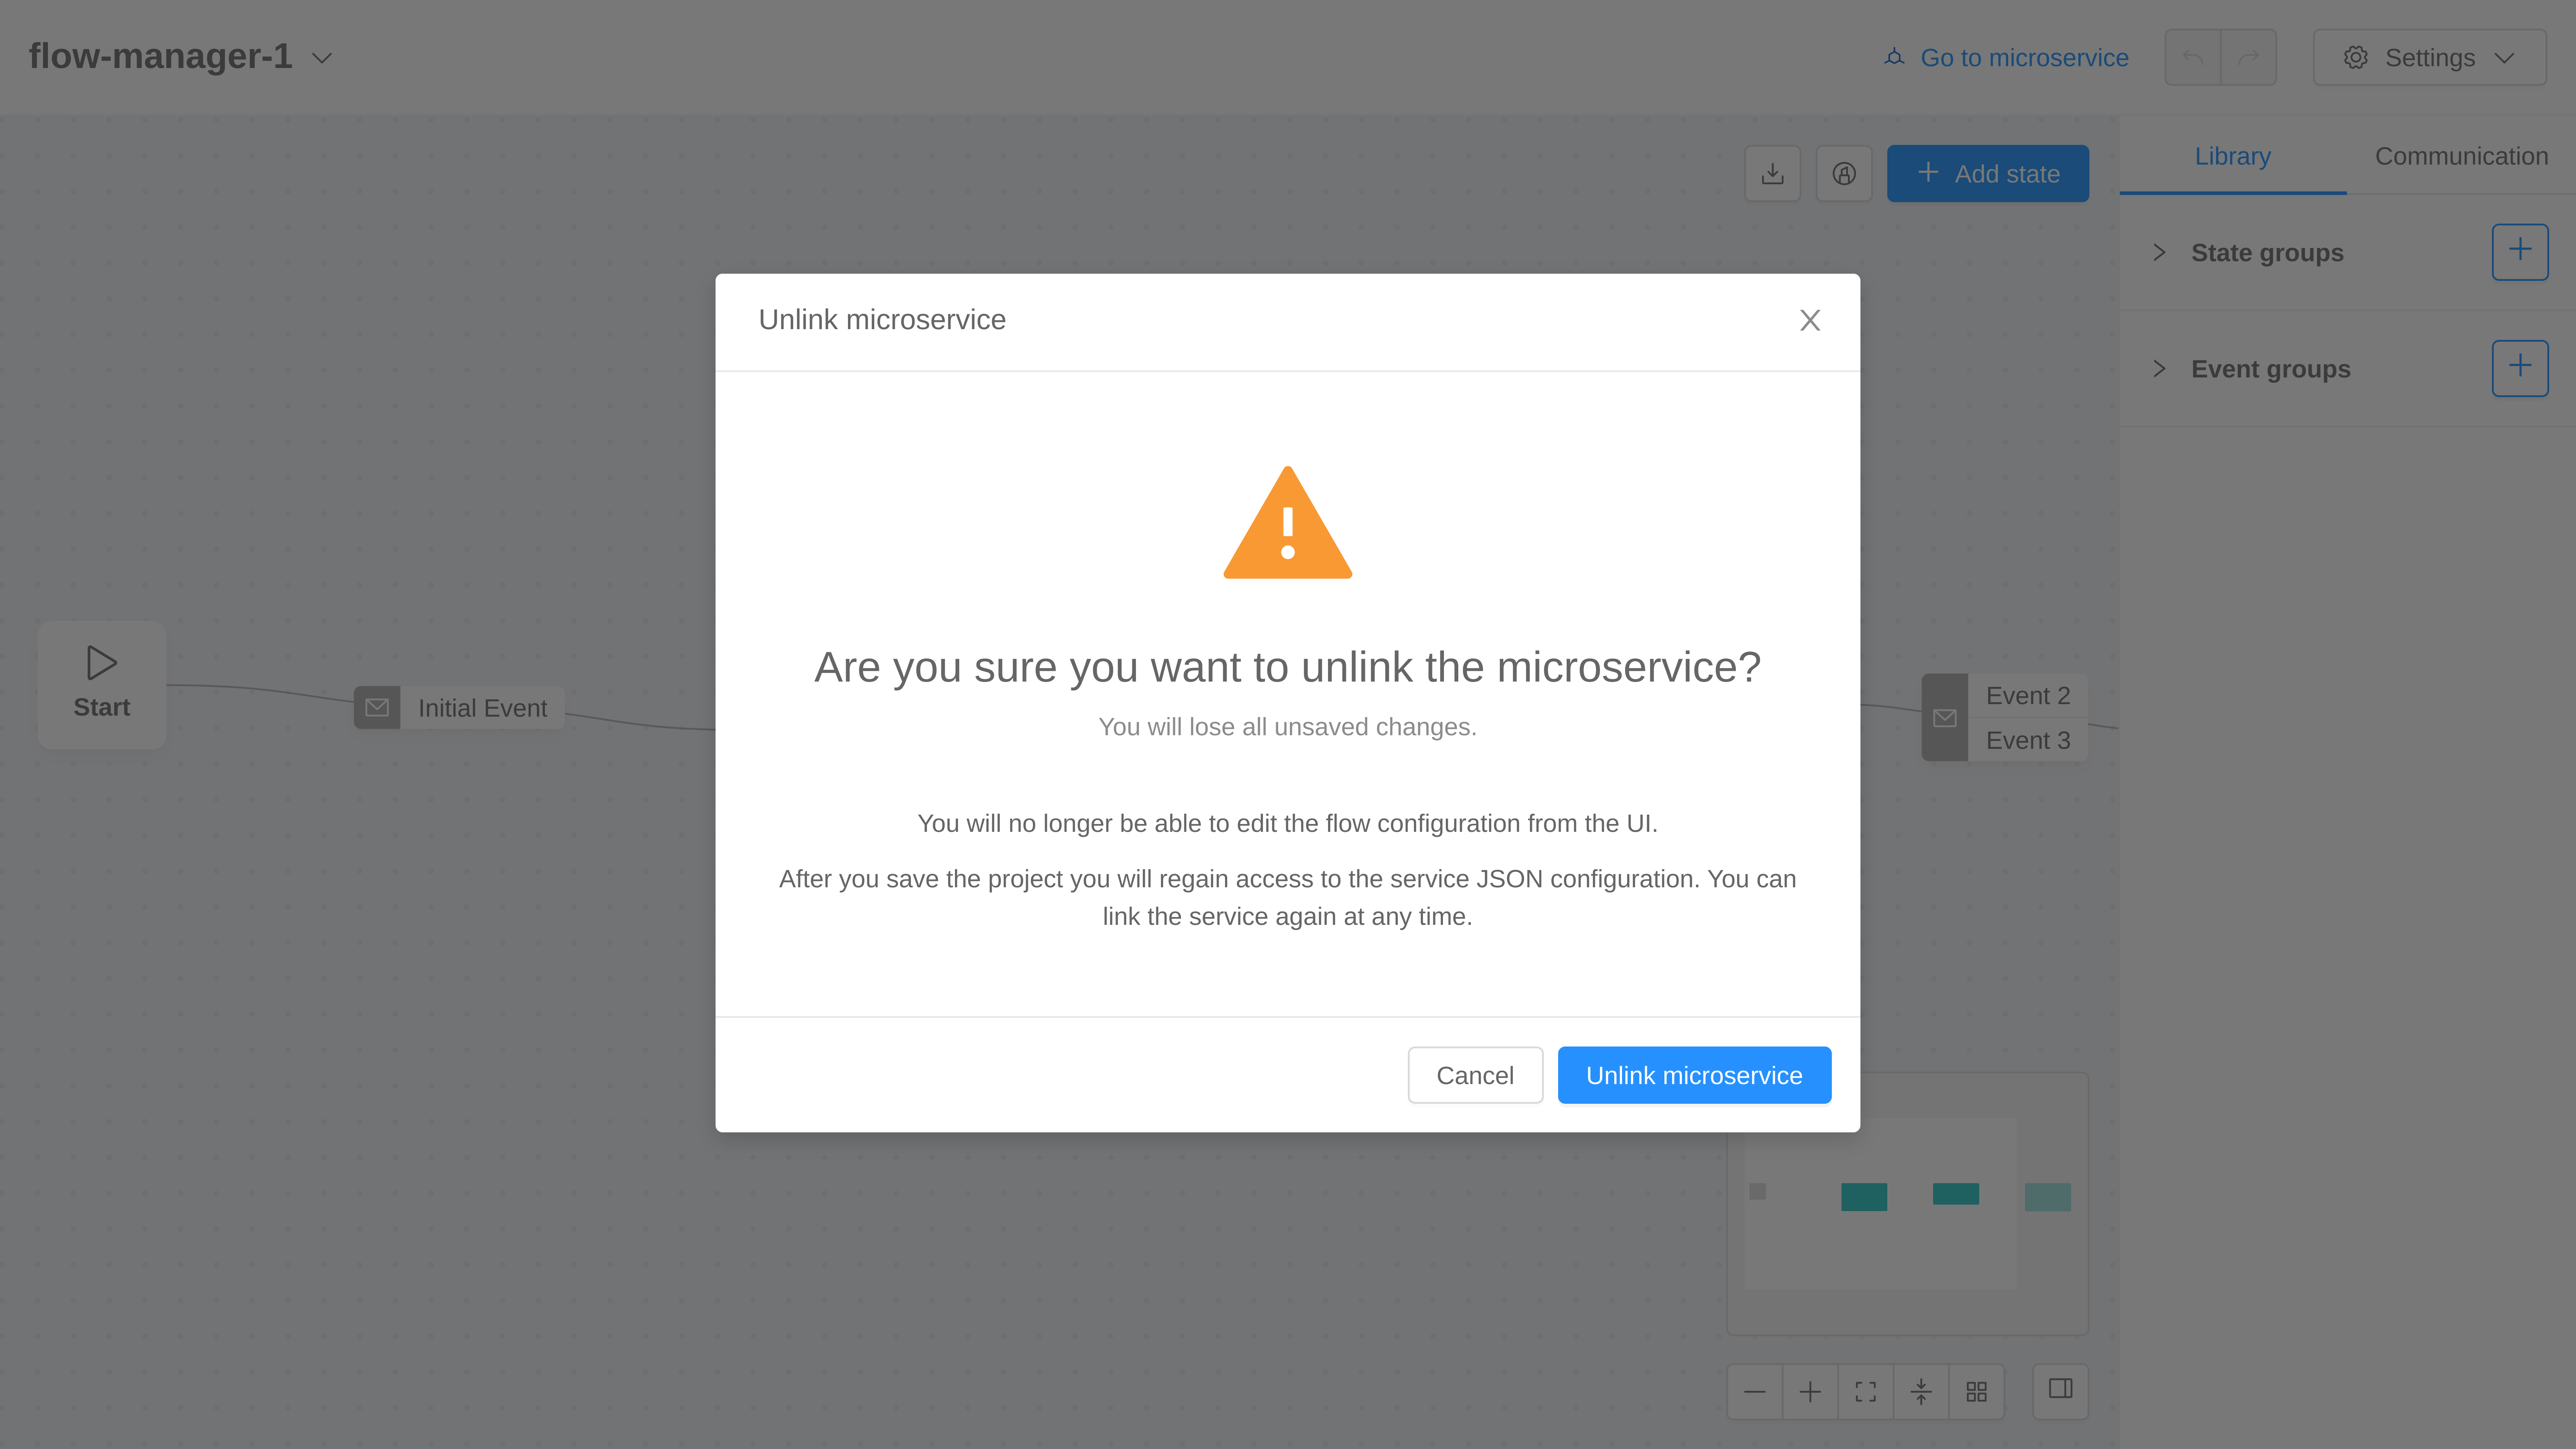 flow-manager-1
Go to microservice
Settings
Add state
Library
Communication
State groups
Event groups
Unlink microservice
Are you sure you want to unlink the microservice?
You will lose all unsaved changes.
You will no longer be able to edit the flow configuration from the UI.
After you save the project you will regain access to the service JSON configuration. You can
link the service again at any time.
Cancel
Unlink microservice
Start
Initial Event
Event 2
Event 3